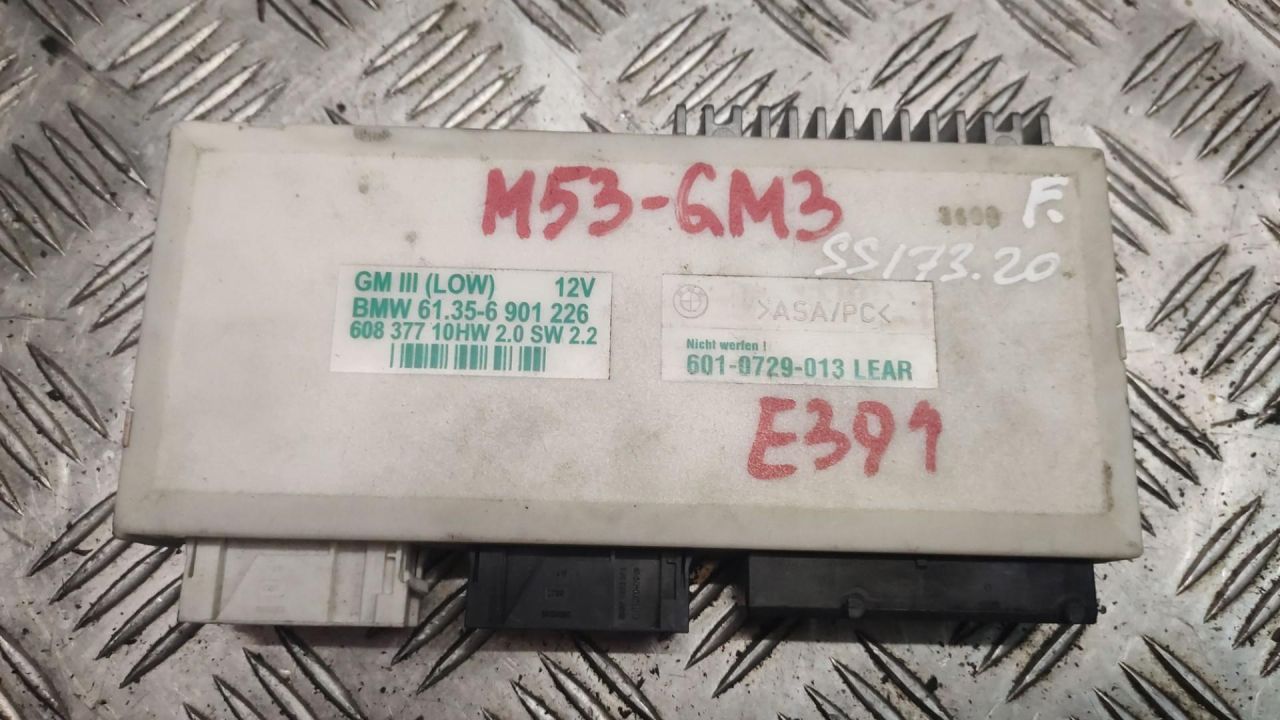 M53-GM3
F.
SS173.20
GM III (LOW) 12V
BMW 61.35-6 901 226
608 377 10HW 2.0 SW 2.2
>ASA/PC<
Nicht werfen !
601-0729-013 LEAR
E391